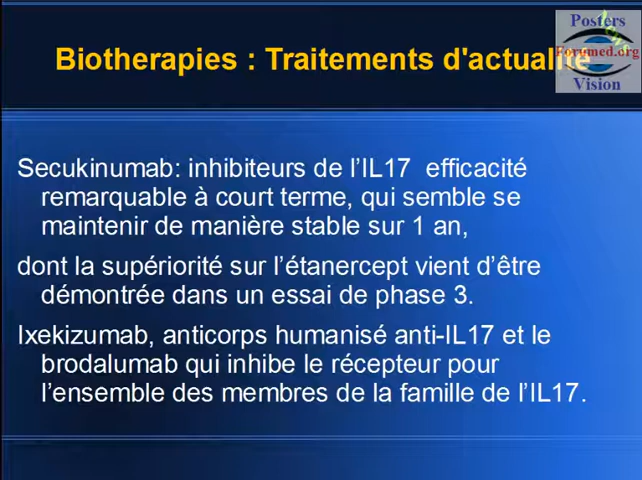 Posters
Forumed.org
Vision
Biotherapies : Traitements d'actualité
Secukinumab: inhibiteurs de l’IL17 efficacité
remarquable à court terme, qui semble se
maintenir de manière stable sur 1 an,
dont la supériorité sur l’étanercept vient d’être
démontrée dans un essai de phase 3.
Ixekizumab, anticorps humanisé anti-IL17 et le
brodalumab qui inhibe le récepteur pour
l’ensemble des membres de la famille de l’IL17.